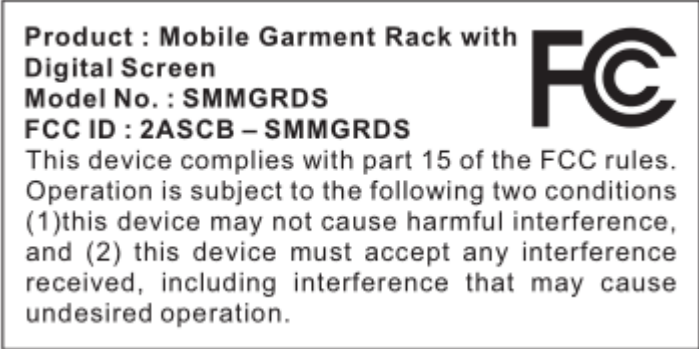 Product : Mobile Garment Rack with
Digital Screen
Model No. : SMMGRDS
FCC ID : 2ASCB – SMMGRDS
FC
This device complies with part 15 of the FCC rules.
Operation is subject to the following two conditions
(1)this device may not cause harmful interference,
and (2) this device must accept any interference
received, including interference that may cause
undesired operation.